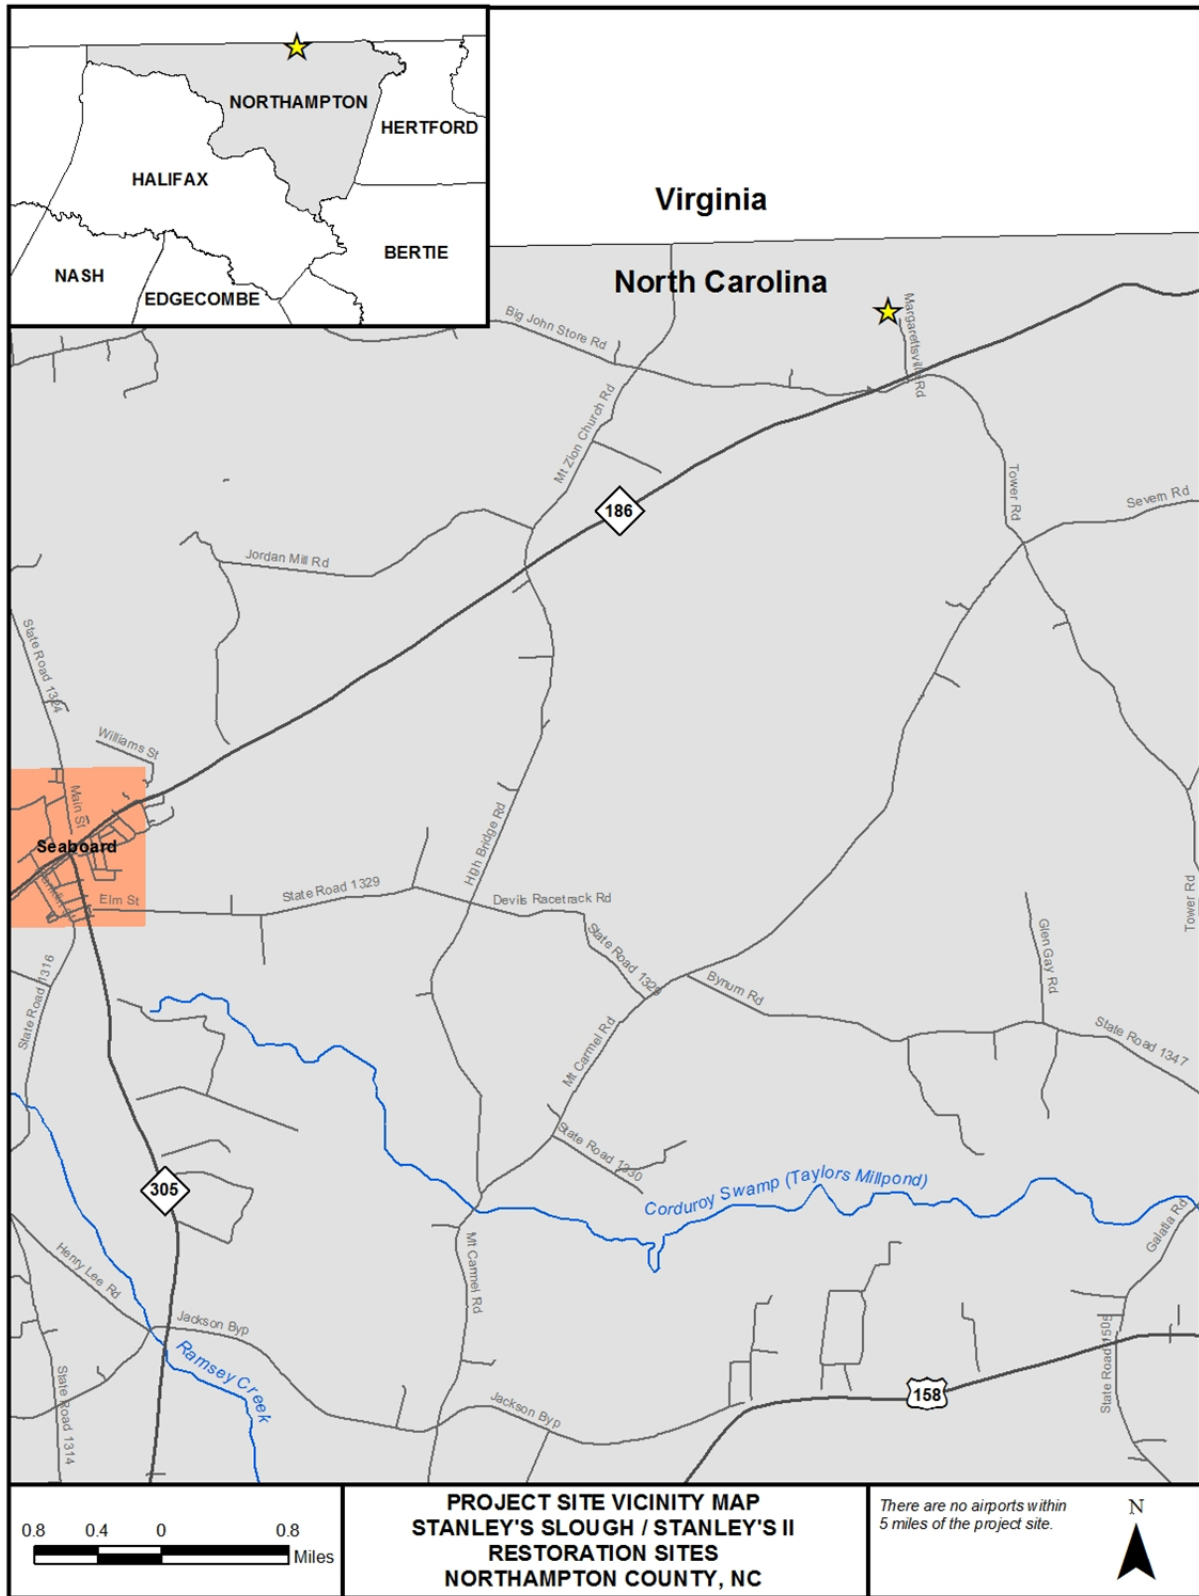 NORTHAMPTON
HERTFORD
HALIFAX
NASH
EDGECOMBE
BERTIE
Virginia
North Carolina
Big John Store Rd
Margarettsville Rd
Mt Zion Church Rd
186
Tower Rd
Severn Rd
Jordan Mill Rd
State Road 1324
Williams St
Main St
Seaboard
Elm St
State Road 1329
High Bridge Rd
Devils Racetrack Rd
State Road 1329
Bynum Rd
Glen Gay Rd
Tower Rd
State Road 1347
State Road 1316
Mt Carmel Rd
State Road 1330
305
Corduroy Swamp (Taylors Millpond)
Galatia Rd
Henry Lee Rd
Mt Carmel Rd
Jackson Byp
Ramsey Creek
State Road 1314
Jackson Byp
158
State Road 1505
0.8 0.4 0 0.8
Miles
PROJECT SITE VICINITY MAP
STANLEY'S SLOUGH / STANLEY'S II
RESTORATION SITES
NORTHAMPTON COUNTY, NC
There are no airports within
5 miles of the project site.
N